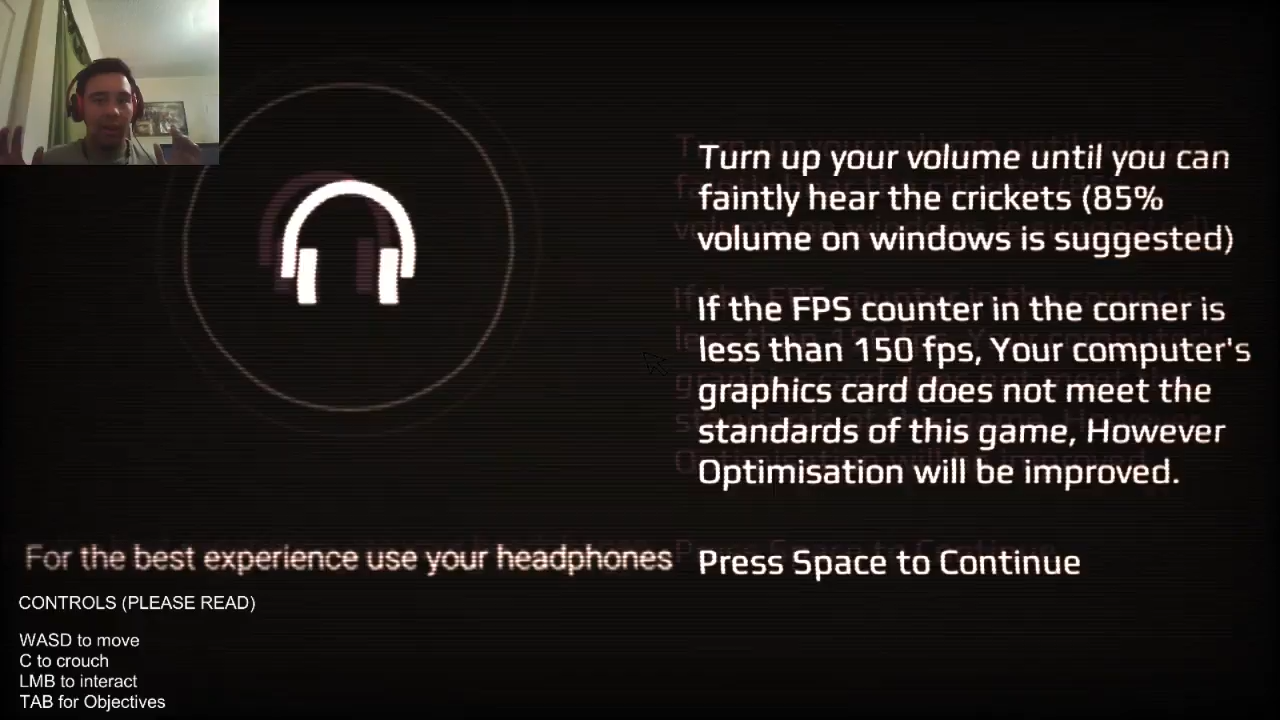 Turn up your volume until you can
faintly hear the crickets (85%
volume on windows is suggested)
If the FPS counter in the corner is
less than 150 fps, Your computer's
graphics card does not meet the
standards of this game, However
Optimisation will be improved.
For the best experience use your headphones
Press Space to Continue
CONTROLS (PLEASE READ)
WASD to move
C to crouch
LMB to interact
TAB for Objectives